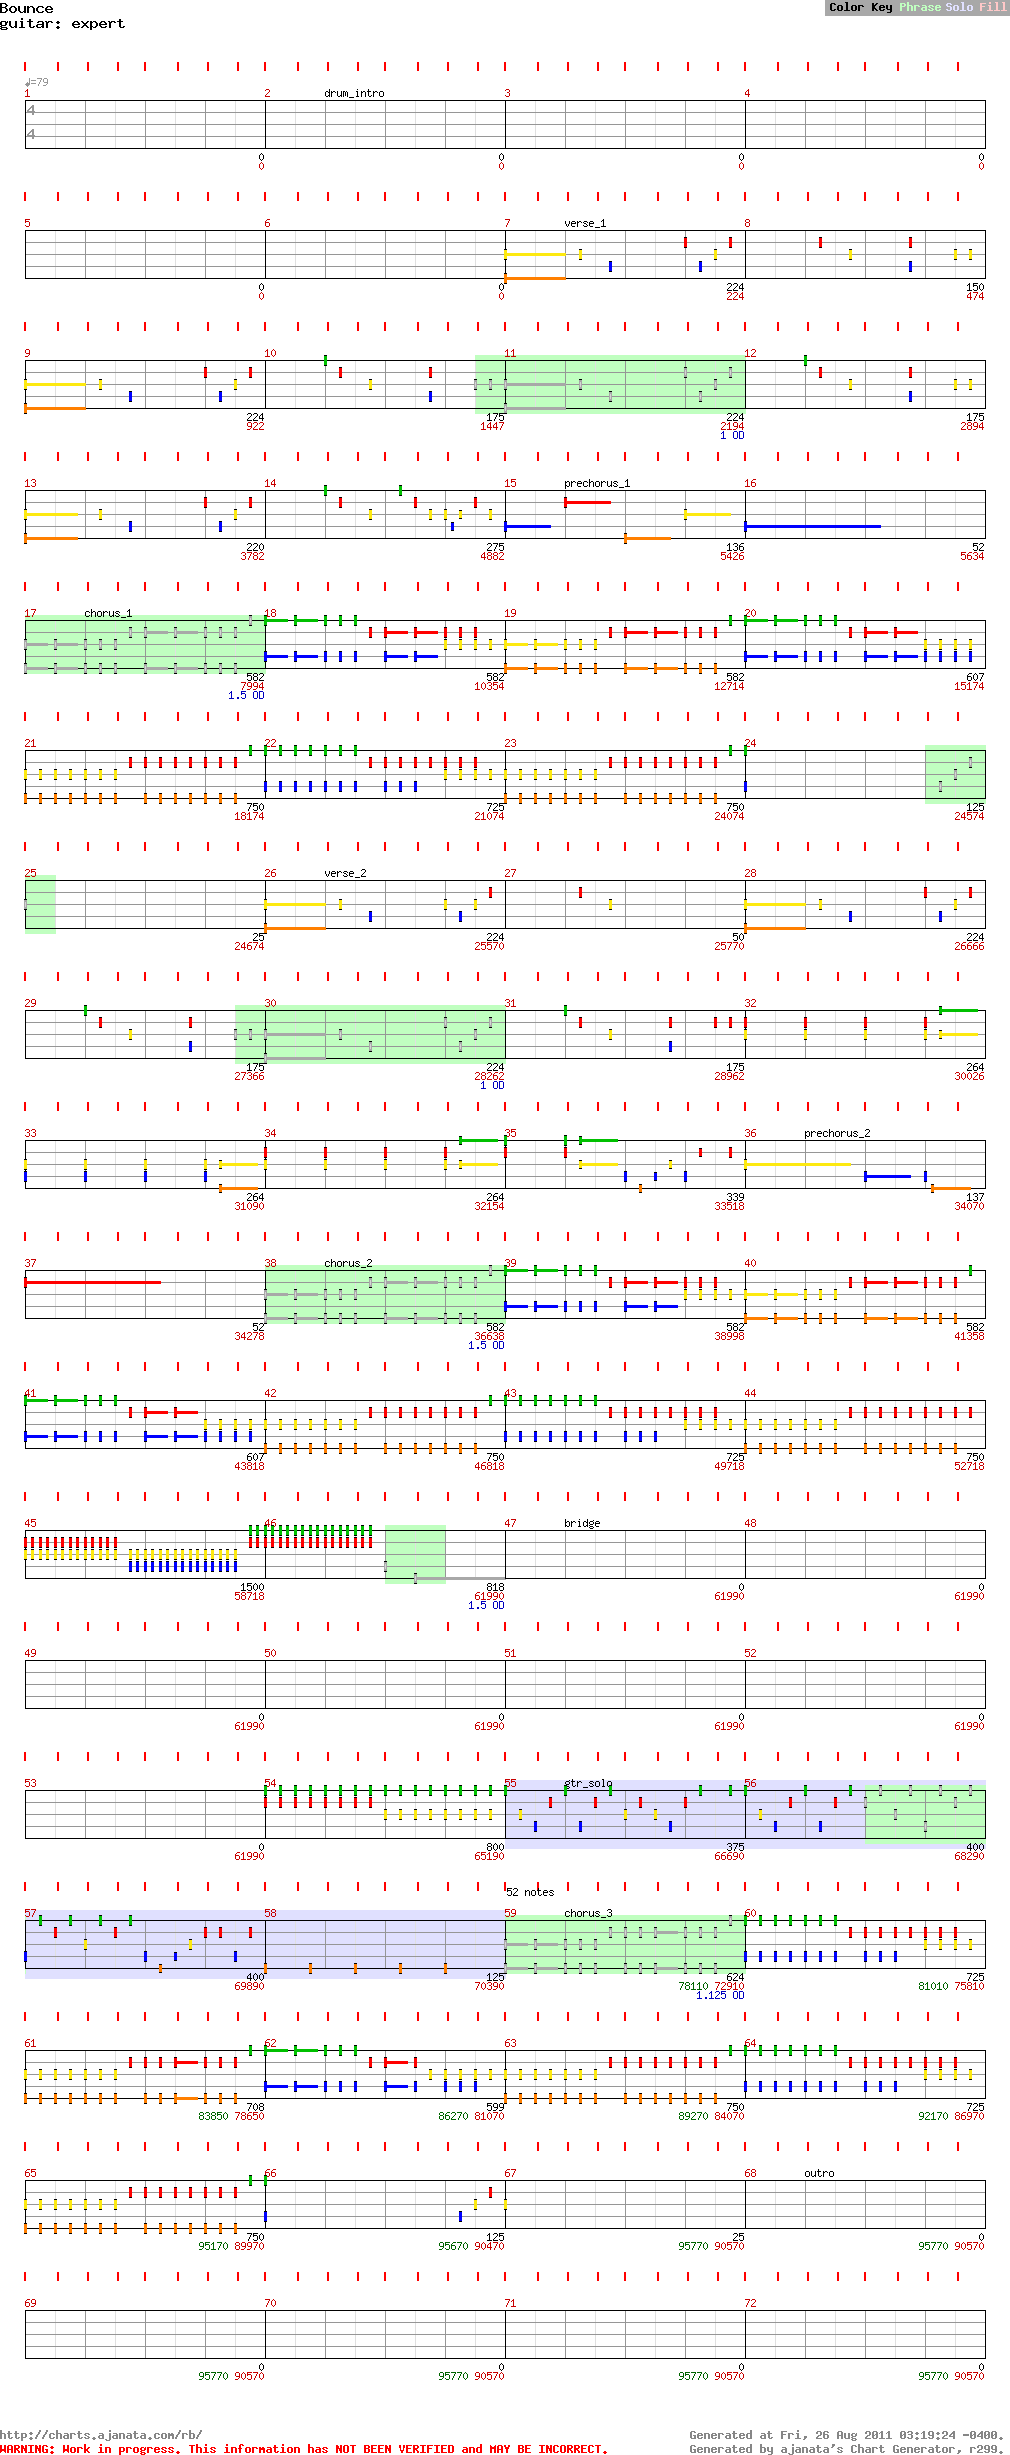 Bounce
Color Key Phrase Solo Fill
guitar: expert
♩=79
1 2 drum_intro 3 4
4
4
0 0 0 0
0 0 0 0
5 6 7 verse_1 8
0 0 224 150
0 0 224 474
9 10 11 12
224 175 224 175
922 1447 2194 2894
1 OD
13 14 15 prechorus_1 16
220 275 136 52
3782 4882 5426 5634
17 chorus_1 18 19 20
582 582 582 607
7994 10354 12714 15174
1.5 OD
21 22 23 24
750 725 750 125
18174 21074 24074 24574
25 26 verse_2 27 28
25 224 50 224
24674 25570 25770 26666
29 30 31 32
175 224 175 264
27366 28262 28962 30026
1 OD
33 34 35 36 prechorus_2
264 264 339 137
31090 32154 33518 34070
37 38 chorus_2 39 40
52 582 582 582
34278 36638 38998 41358
1.5 OD
41 42 43 44
607 750 725 750
43818 46818 49718 52718
45 46 47 bridge 48
1500 818 0 0
58718 61990 61990 61990
1.5 OD
49 50 51 52
0 0 0 0
61990 61990 61990 61990
53 54 55 gtr_solo 56
0 800 375 400
61990 65190 66690 68290
52 notes
57 58 59 chorus_3 60
400 125 624 725
69890 70390 78110 72910 81010 75810
1.125 OD
61 62 63 64
708 599 750 725
83850 78650 86270 81070 89270 84070 92170 86970
65 66 67 68 outro
750 125 25 0
95170 89970 95670 90470 95770 90570 95770 90570
69 70 71 72
0 0 0 0
95770 90570 95770 90570 95770 90570 95770 90570
http://charts.ajanata.com/rb/ Generated at Fri, 26 Aug 2011 03:19:24 -0400.
WARNING: Work in progress. This information has NOT BEEN VERIFIED and MAY BE INCORRECT. Generated by ajanata's Chart Generator, r299.